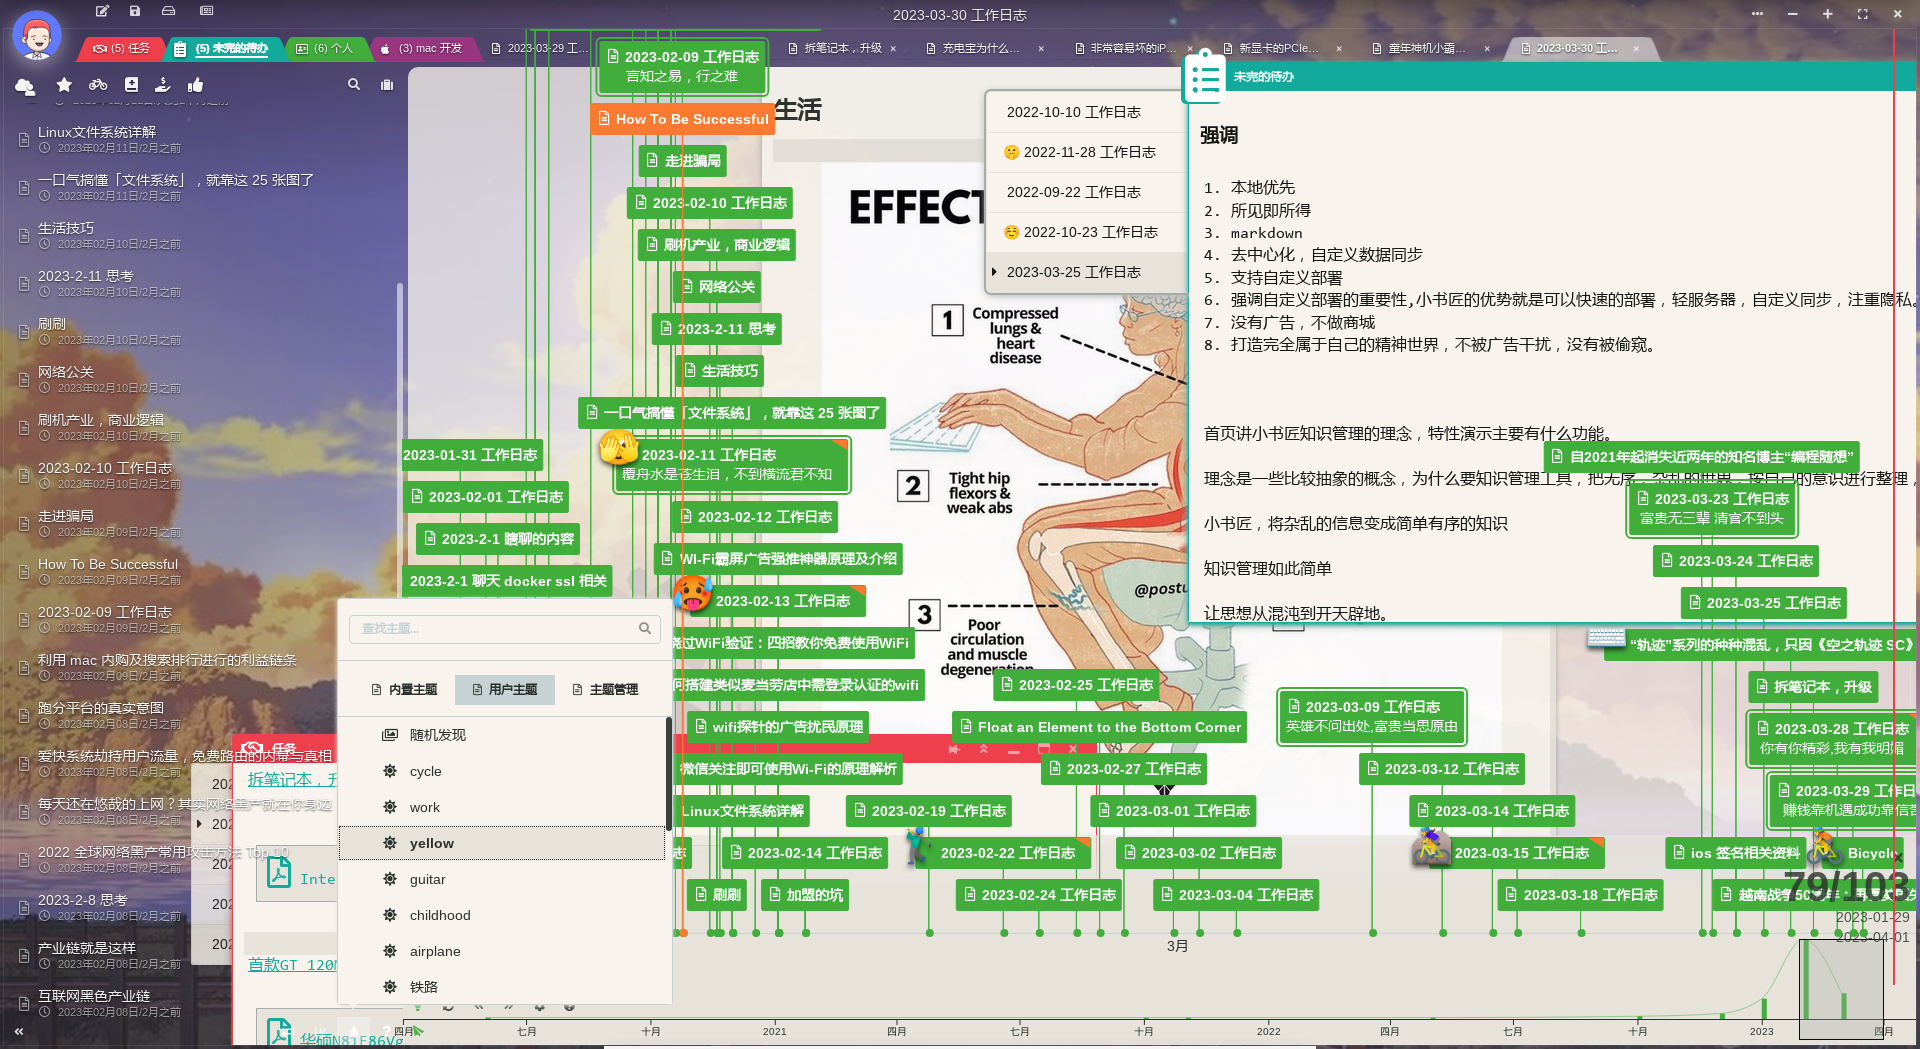 2023-03-30 工作日志
(5) 任务
(5) 未完的待办
(6) 个人
(3) mac 开发
2023-03-29 工...
拆笔记本，升级
充电宝为什么...
非常容易坏的iP...
新显卡的PCIe...
童年神机小霸...
2023-03-30 工...
Linux文件系统详解
2023年02月11日/2月之前
一口气搞懂「文件系统」，就靠这 25 张图了
2023年02月11日/2月之前
生活技巧
2023年02月10日/2月之前
2023-2-11 思考
2023年02月10日/2月之前
刷刷
2023年02月10日/2月之前
网络公关
2023年02月10日/2月之前
刷机产业，商业逻辑
2023年02月10日/2月之前
2023-02-10 工作日志
2023年02月10日/2月之前
走进骗局
2023年02月09日/2月之前
How To Be Successful
2023年02月09日/2月之前
2023-02-09 工作日志
2023年02月09日/2月之前
利用 mac 内购及搜索排行进行的利益链条
2023年02月09日/2月之前
跑分平台的真实意图
2023年02月08日/2月之前
爱快系统劫持用户流量，免费路由的内幕与真相
2023年02月08日/2月之前
每天还在悠哉的上网？其实网络黑产就在你身边
2023年02月08日/2月之前
2022 全球网络黑产常用攻击方法 Top 10
2023年02月08日/2月之前
2023-2-8 思考
2023年02月08日/2月之前
产业链就是这样
2023年02月08日/2月之前
互联网黑色产业链
2023年02月08日/2月之前
2023-02-09 工作日志
言知之易，行之难
How To Be Successful
走进骗局
2023-02-10 工作日志
刷机产业，商业逻辑
网络公关
2023-2-11 思考
生活技巧
一口气搞懂「文件系统」，就靠这 25 张图了
2023-01-31 工作日志
2023-02-11 工作日志
覆舟水是苍生泪，不到横流君不知
2023-02-01 工作日志
2023-02-12 工作日志
2023-2-1 瞎聊的内容
WI-Fi霸屏广告强推神器原理及介绍
2023-2-1 聊天 docker ssl 相关
2023-02-13 工作日志
绕过WiFi验证：四招教你免费使用WiFi
何搭建类似麦当劳店中需登录认证的wifi
wifi探针的广告扰民原理
微信关注即可使用Wi-Fi的原理解析
Linux文件系统详解
2023-02-14 工作日志
刷刷
加盟的坑
生活
EFFECT
1
Compressed
lungs &
heart
disease
2
Tight hip
flexors &
weak abs
3
Poor
circulation
and muscle
degeneration
@postu
2022-10-10 工作日志
2022-11-28 工作日志
2022-09-22 工作日志
2022-10-23 工作日志
2023-03-25 工作日志
未完的待办
强调
1. 本地优先
2. 所见即所得
3. markdown
4. 去中心化，自定义数据同步
5. 支持自定义部署
6. 强调自定义部署的重要性,小书匠的优势就是可以快速的部署，轻服务器，自定义同步，注重隐私。
7. 没有广告，不做商城
8. 打造完全属于自己的精神世界，不被广告干扰，没有被偷窥。
首页讲小书匠知识管理的理念，特性演示主要有什么功能。
理念是一些比较抽象的概念，为什么要知识管理工具，把无序、杂乱的世界，按自己的意识进行整理，
小书匠，将杂乱的信息变成简单有序的知识
知识管理如此简单
让思想从混沌到开天辟地。
自2021年起消失近两年的知名博主“编程随想”
2023-03-23 工作日志
富贵无三辈 清官不到头
2023-03-24 工作日志
2023-03-25 工作日志
“轨迹”系列的种种混乱，只因《空之轨迹 SC》
拆笔记本，升级
2023-03-28 工作日志
你有你精彩,我有我明媚
2023-03-29 工作日
赚钱靠机遇成功靠信誉
2023-02-25 工作日志
Float an Element to the Bottom Corner
2023-03-09 工作日志
英雄不问出处,富贵当思原由
2023-02-27 工作日志
2023-03-12 工作日志
2023-02-19 工作日志
2023-03-01 工作日志
2023-03-14 工作日志
2023-02-22 工作日志
2023-03-02 工作日志
2023-03-15 工作日志
ios 签名相关资料
Bicycle
2023-02-24 工作日志
2023-03-04 工作日志
2023-03-18 工作日志
越南战争50
79/103
2023-01-29
2023-04-01
3月
查找主题...
内置主题
用户主题
主题管理
随机发现
cycle
work
yellow
guitar
childhood
airplane
铁路
任务
拆笔记本，升
202
202
202
202
202
Inte
首款GT 120M
华硕N81F86Vg
四月
七月
十月
2021
四月
七月
十月
2022
四月
七月
十月
2023
四月